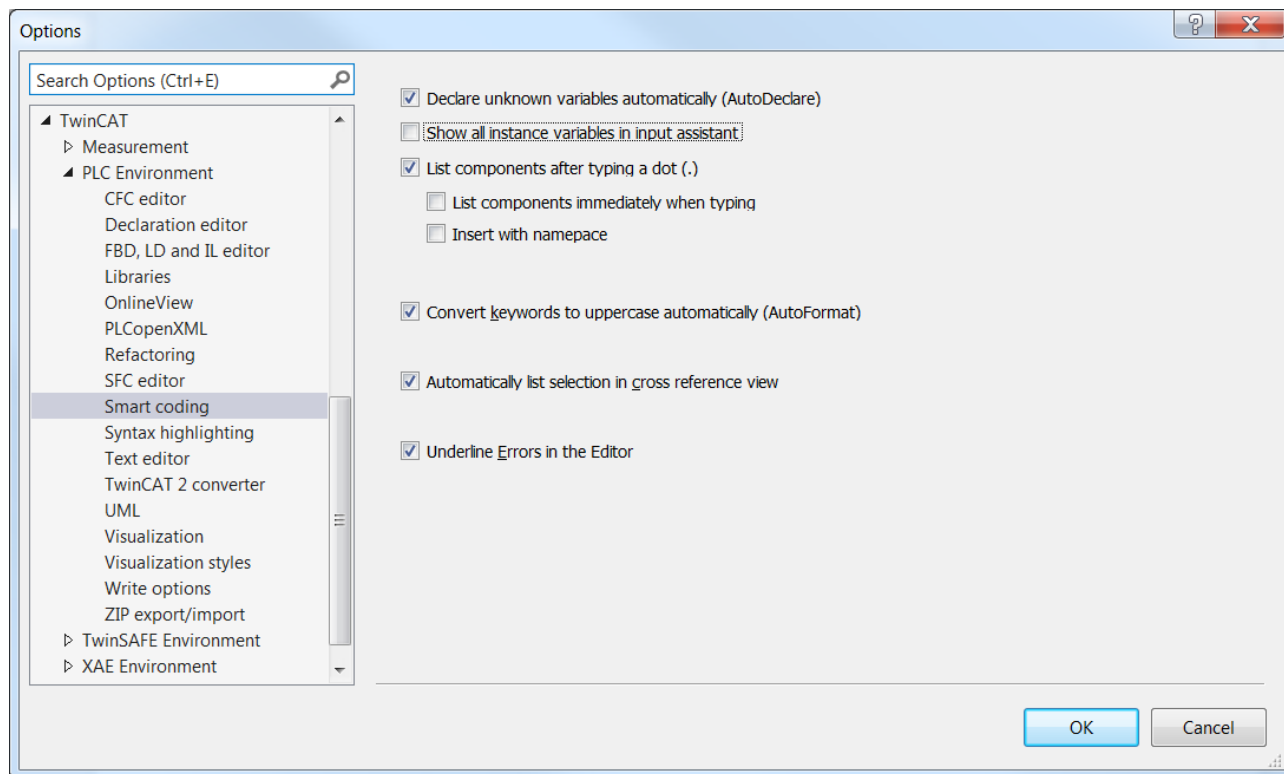 Options
Search Options (Ctrl+E)
TwinCAT
Measurement
PLC Environment
CFC editor
Declaration editor
FBD, LD and IL editor
Libraries
OnlineView
PLCopenXML
Refactoring
SFC editor
Smart coding
Syntax highlighting
Text editor
TwinCAT 2 converter
UML
Visualization
Visualization styles
Write options
ZIP export/import
TwinSAFE Environment
XAE Environment
Declare unknown variables automatically (AutoDeclare)
Show all instance variables in input assistant
List components after typing a dot (.)
List components immediately when typing
Insert with namepace
Convert keywords to uppercase automatically (AutoFormat)
Automatically list selection in cross reference view
Underline Errors in the Editor
OK
Cancel